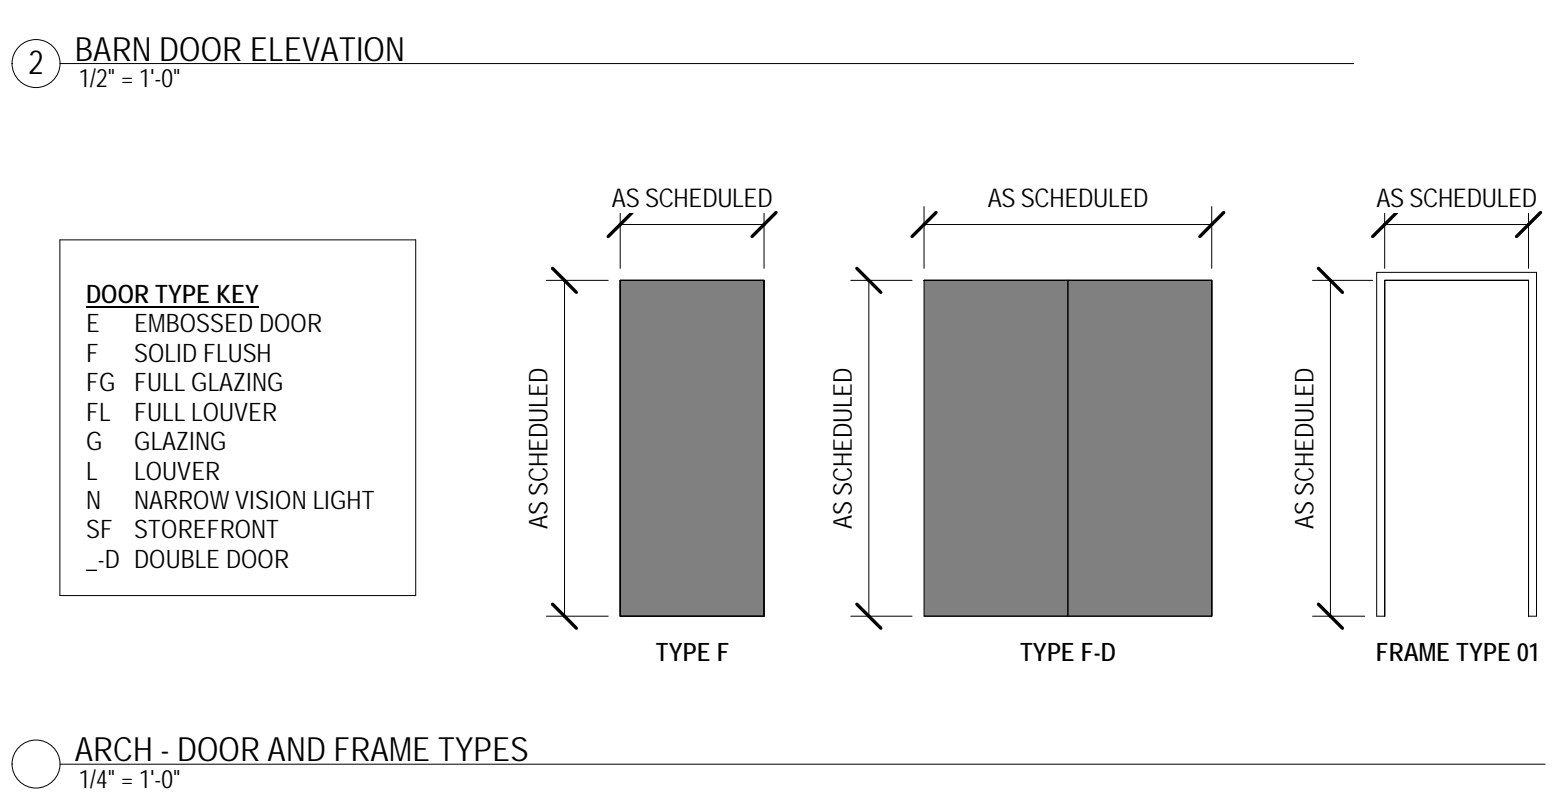 2 BARN DOOR ELEVATION
1/2" = 1'-0"
AS SCHEDULED
AS SCHEDULED
AS SCHEDULED
DOOR TYPE KEY
E EMBOSSED DOOR
F SOLID FLUSH
FG FULL GLAZING
FL FULL LOUVER
G GLAZING
L LOUVER
N NARROW VISION LIGHT
SF STOREFRONT
_-D DOUBLE DOOR
AS SCHEDULED
AS SCHEDULED
AS SCHEDULED
TYPE F
TYPE F-D
FRAME TYPE 01
ARCH - DOOR AND FRAME TYPES
1/4" = 1'-0"